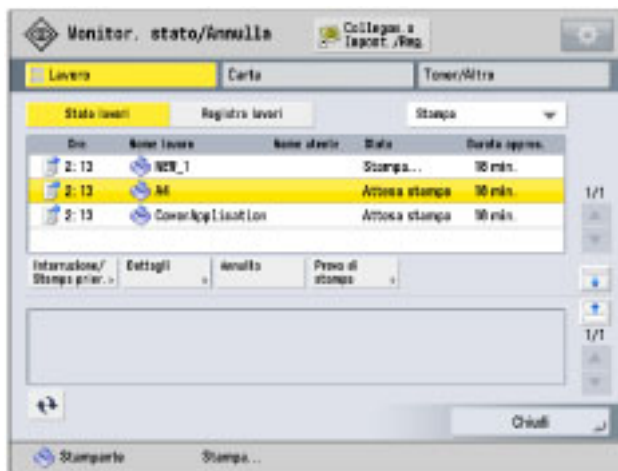 Monitor. stato/Annulla
Collegam. a
Impost./Reg.
Lavoro Carta Toner/Altro
Stato lavori Registro lavori Stampa
Ore Nome lavoro Nome utente Stato Durata appros.
2:13 NEW_1 Stampa... 10 min.
2:13 A4 Attesa stampa 10 min.
2:13 CoverApplication Attesa stampa 10 min.
1/1
Interruzione/
Stampa prior. Dettagli Annulla Prova di
stampa
1/1
Chiudi
Stampante Stampa...